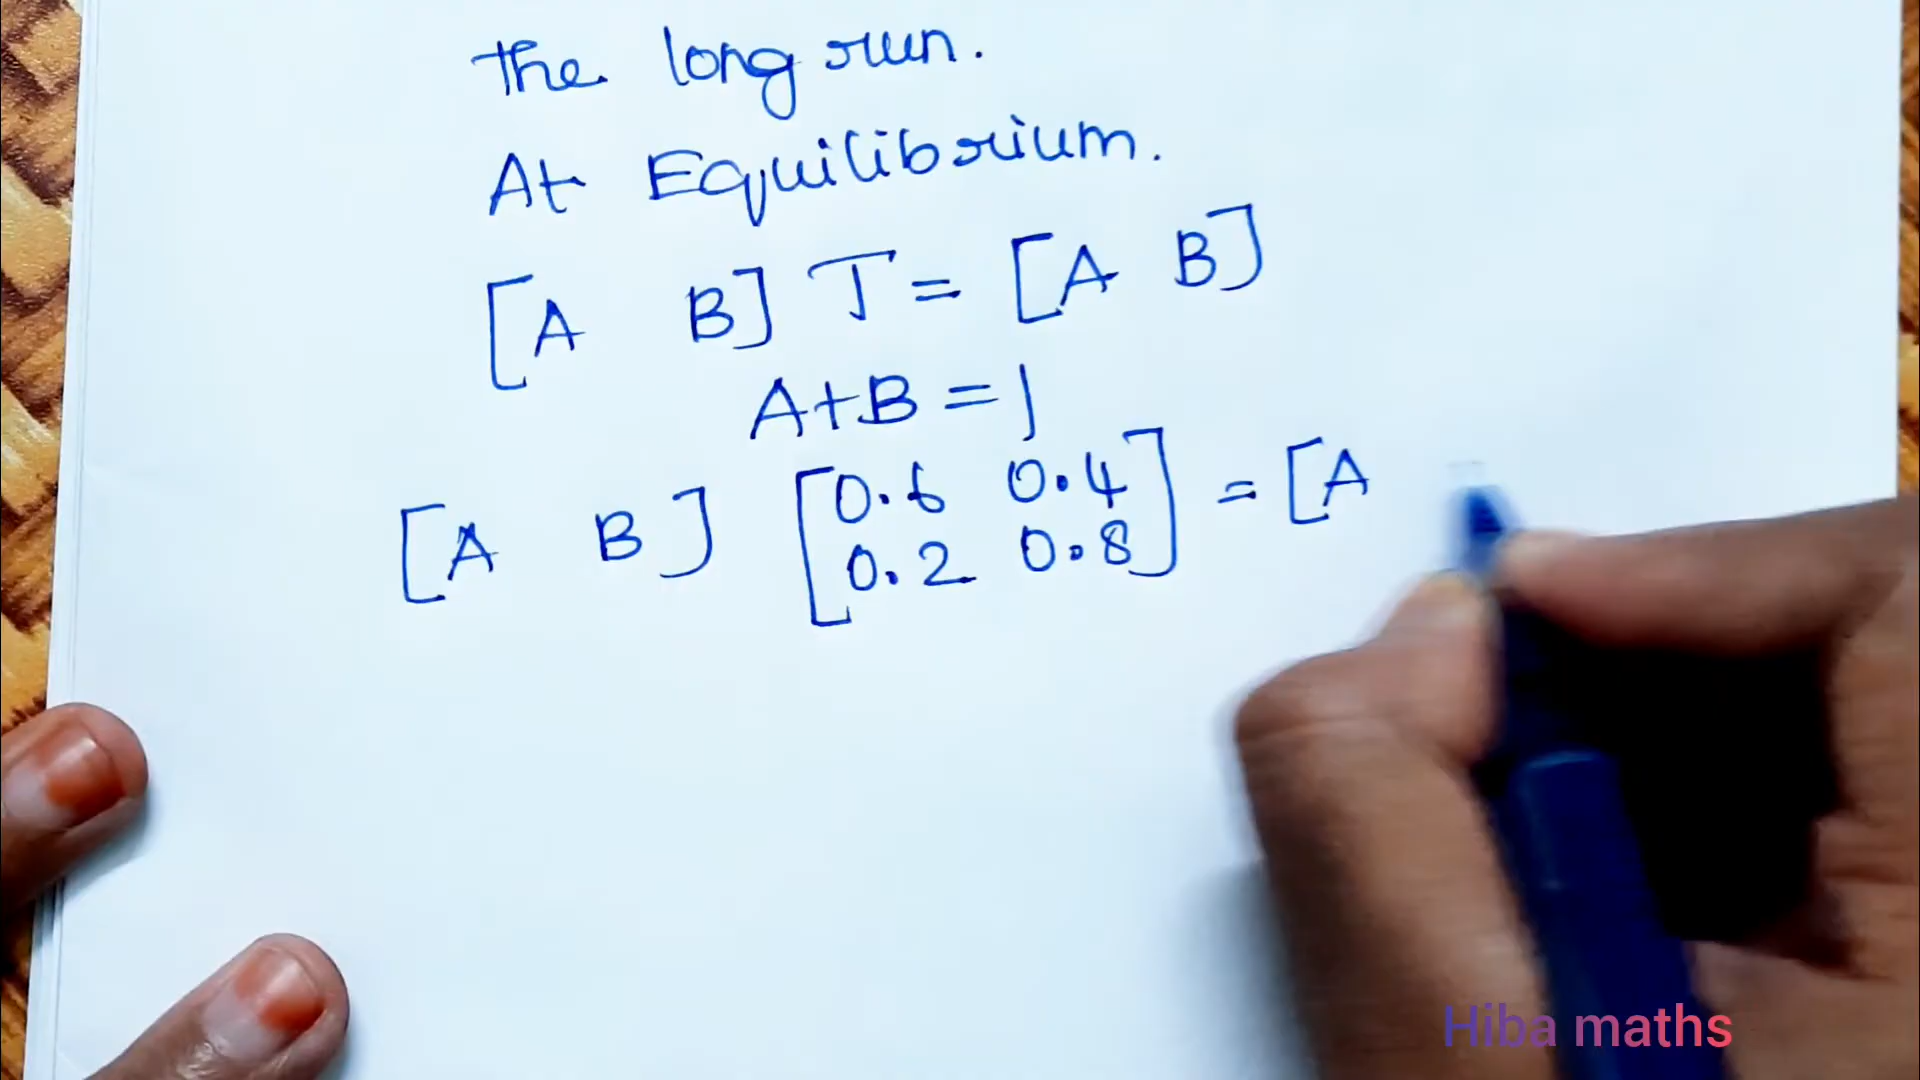 the long run.
At Equilibrium.
[A B] T = [A B]
A+B = 1
[A B] [0.6 0.4
0.2 0.8] = [A
Hiba maths